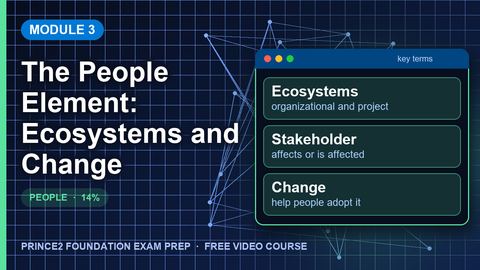 MODULE 3
The People
Element:
Ecosystems and
Change
PEOPLE · 14%
key terms
Ecosystems
organizational and project
Stakeholder
affects or is affected
Change
help people adopt it
PRINCE2 FOUNDATION EXAM PREP · FREE VIDEO COURSE